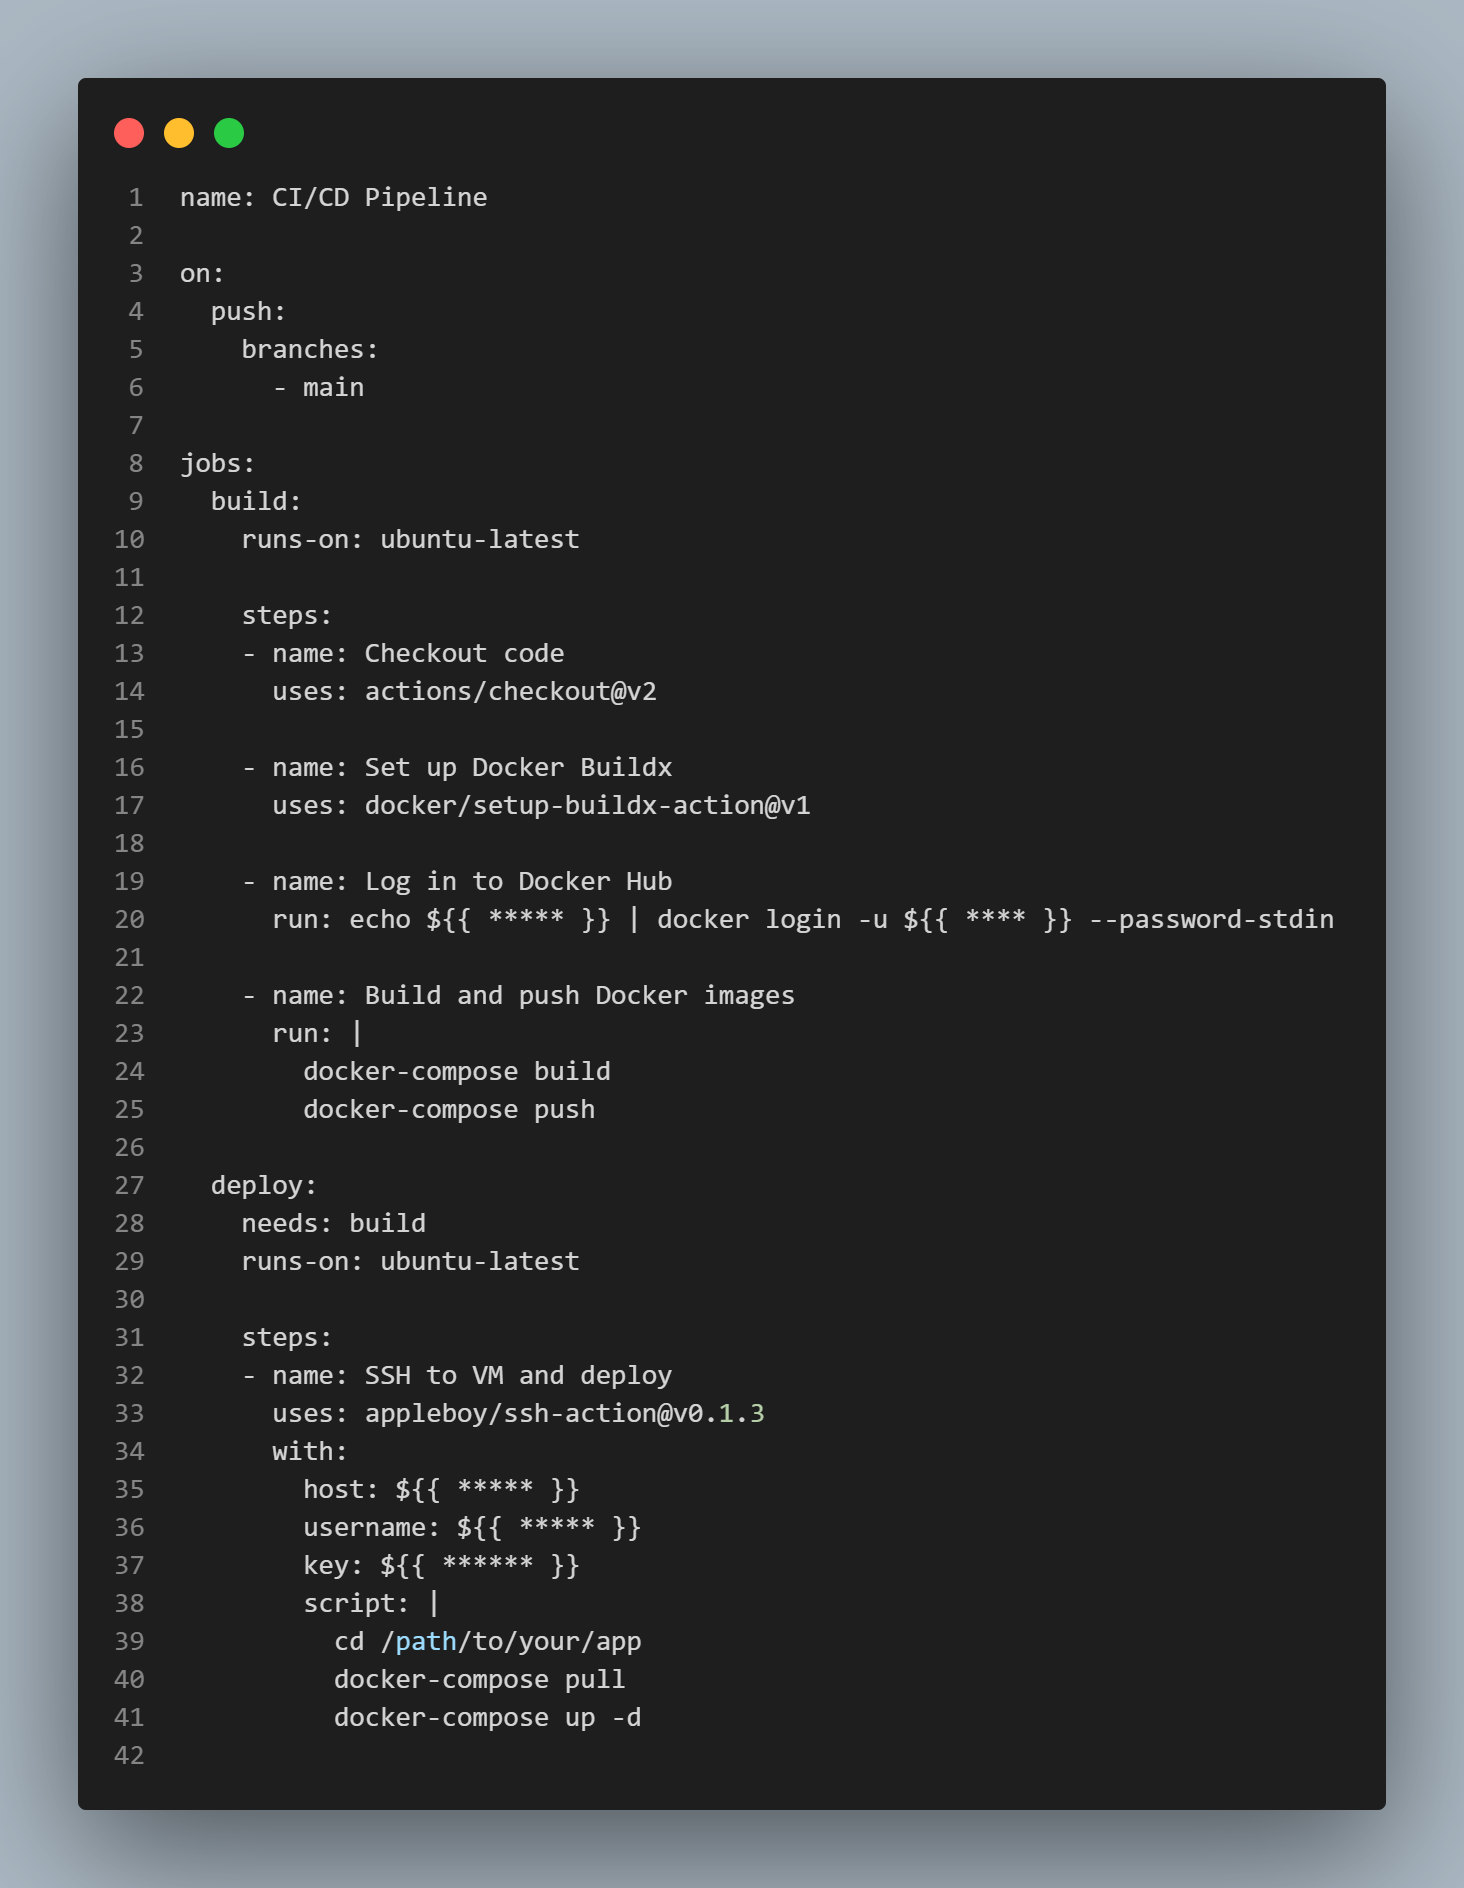 1 name: CI/CD Pipeline
2
3 on:
4   push:
5     branches:
6       - main
7
8 jobs:
9   build:
10     runs-on: ubuntu-latest
11
12     steps:
13     - name: Checkout code
14       uses: actions/checkout@v2
15
16     - name: Set up Docker Buildx
17       uses: docker/setup-buildx-action@v1
18
19     - name: Log in to Docker Hub
20       run: echo ${{ ***** }} | docker login -u ${{ **** }} --password-stdin
21
22     - name: Build and push Docker images
23       run: |
24         docker-compose build
25         docker-compose push
26
27   deploy:
28     needs: build
29     runs-on: ubuntu-latest
30
31     steps:
32     - name: SSH to VM and deploy
33       uses: appleboy/ssh-action@v0.1.3
34       with:
35         host: ${{ ***** }}
36         username: ${{ ***** }}
37         key: ${{ ****** }}
38         script: |
39           cd /path/to/your/app
40           docker-compose pull
41           docker-compose up -d
42